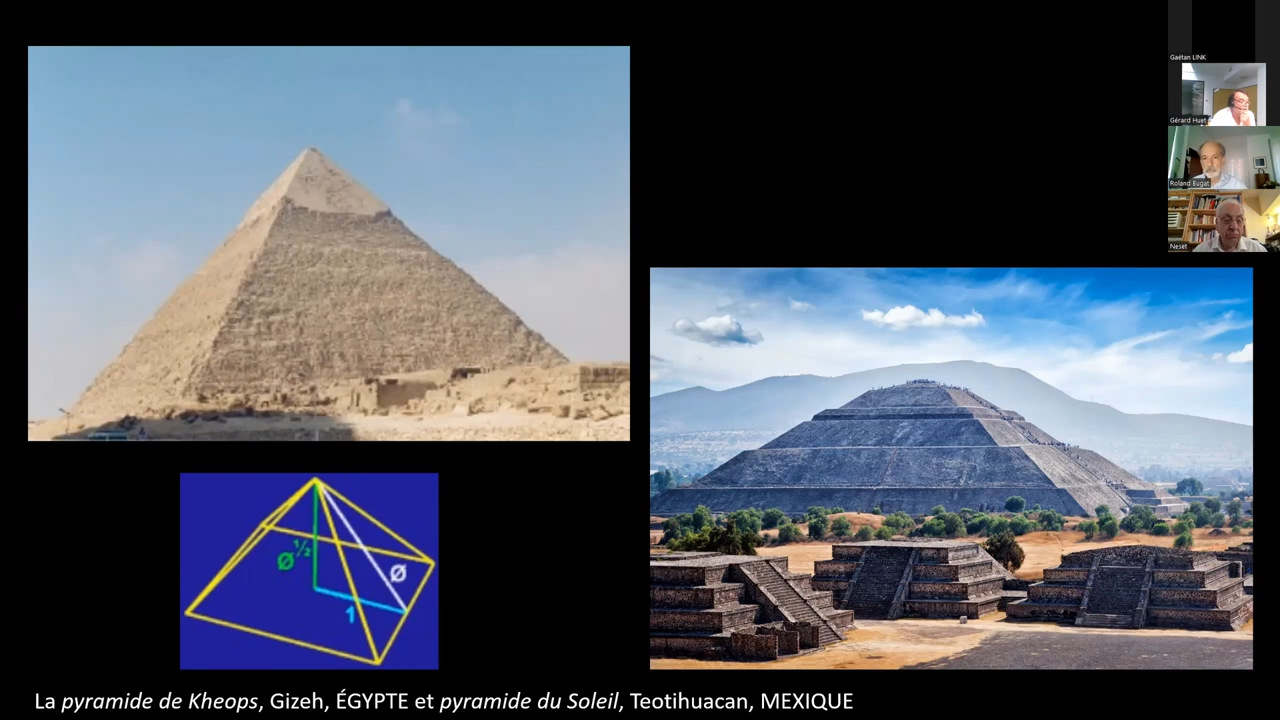 Gaétan LINK
Gérard Huet
Roland Bugat
Neset
Ø½
Ø
1
La pyramide de Kheops, Gizeh, ÉGYPTE et pyramide du Soleil, Teotihuacan, MEXIQUE